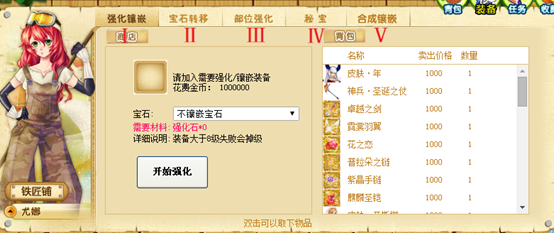 背包 装备 任务 收
强化镶嵌 宝石转移 部位强化 秘宝 合成镶嵌
I II III IV V
商店 背包
请加入需要强化/镶嵌装备
花费金币: 1000000
宝石: 不镶嵌宝石
需要材料: 强化石*0
详细说明: 装备大于8级失败会掉级
开始强化
名称 卖出价格 数量
皮肤·年 1000 1
神兵·圣诞之仗 1000 1
卓越之剑 1000 1
霓裳羽翼 1000 1
花之恋 1000 1
普拉朵之链 1000 1
紫晶手链 1000 1
麒麟圣铠 1000 1
铁匠铺
尤娜
双击可以取下物品